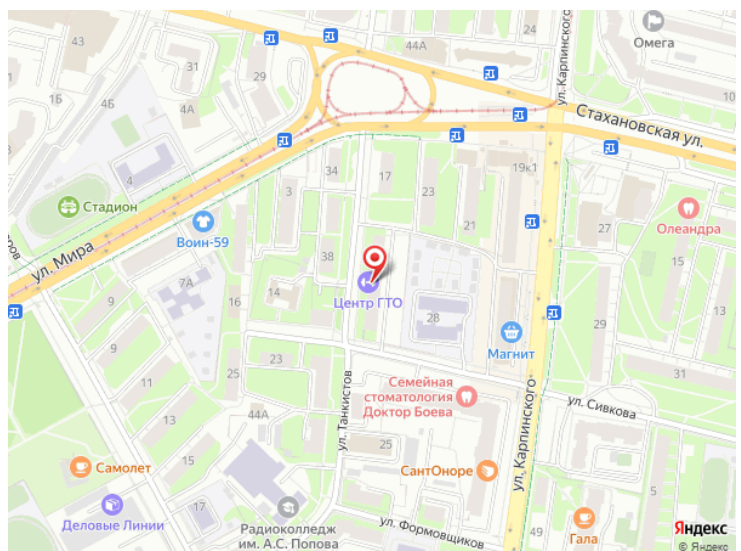 43
31
29
44А
Омега
10
1Б
4Б
4А
ул. Карпинского
Стахановская ул.
4
34
3
17
23
19к1
21
27
Олеандра
15
13
Стадион
Воин-59
ул. Мира
38
Центр ГТО
7А
14
16
28
Магнит
29
31
9
11
13
15
25
23
44А
ул. Танкистов
Семейная
стоматология
Доктор Боева
ул. Сивкова
25
СантОноре
ул. Карпинского
Самолет
Деловые Линии
Радиоколледж
им. А.С. Попова
ул. Формовщиков
49
Гала
5
Яндекс
© Яндекс